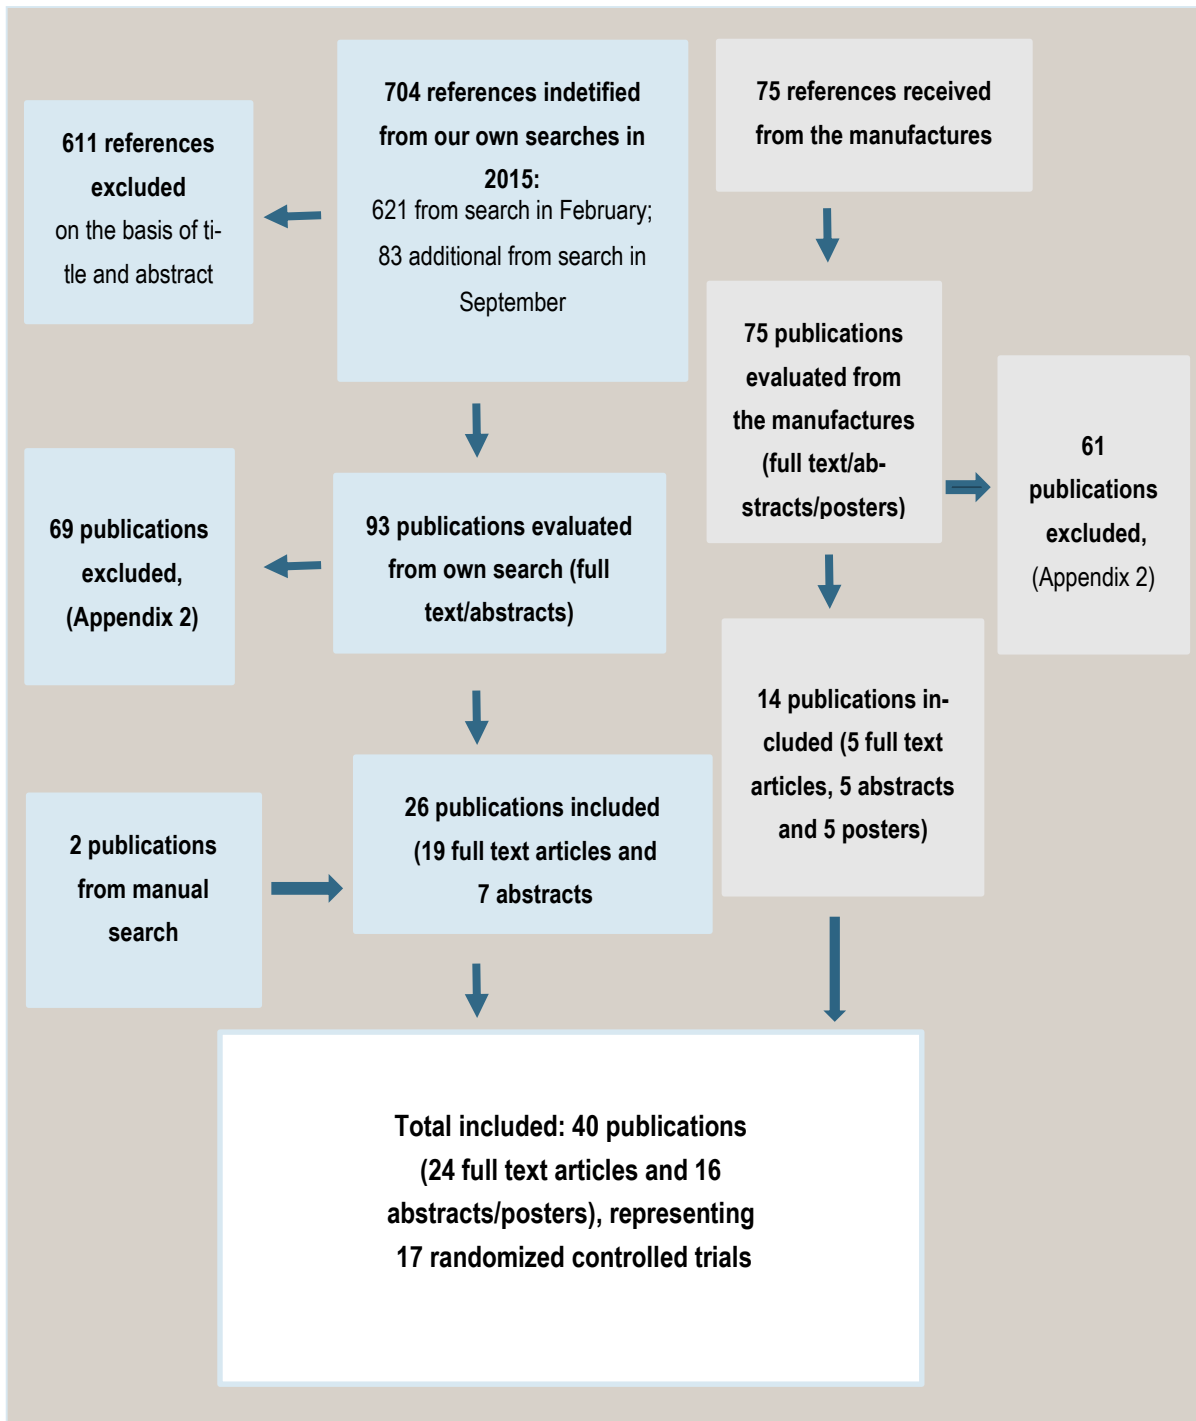 704 references indetified
from our own searches in
2015:
621 from search in February;
83 additional from search in
September
75 references received
from the manufactures
611 references
excluded
on the basis of ti-
tle and abstract
75 publications
evaluated from
the manufactures
(full text/ab-
stracts/posters)
61
publications
excluded,
(Appendix 2)
93 publications evaluated
from own search (full
text/abstracts)
69 publications
excluded,
(Appendix 2)
14 publications in-
cluded (5 full text
articles, 5 abstracts
and 5 posters)
26 publications included
(19 full text articles and
7 abstracts
2 publications
from manual
search
Total included: 40 publications
(24 full text articles and 16
abstracts/posters), representing
17 randomized controlled trials